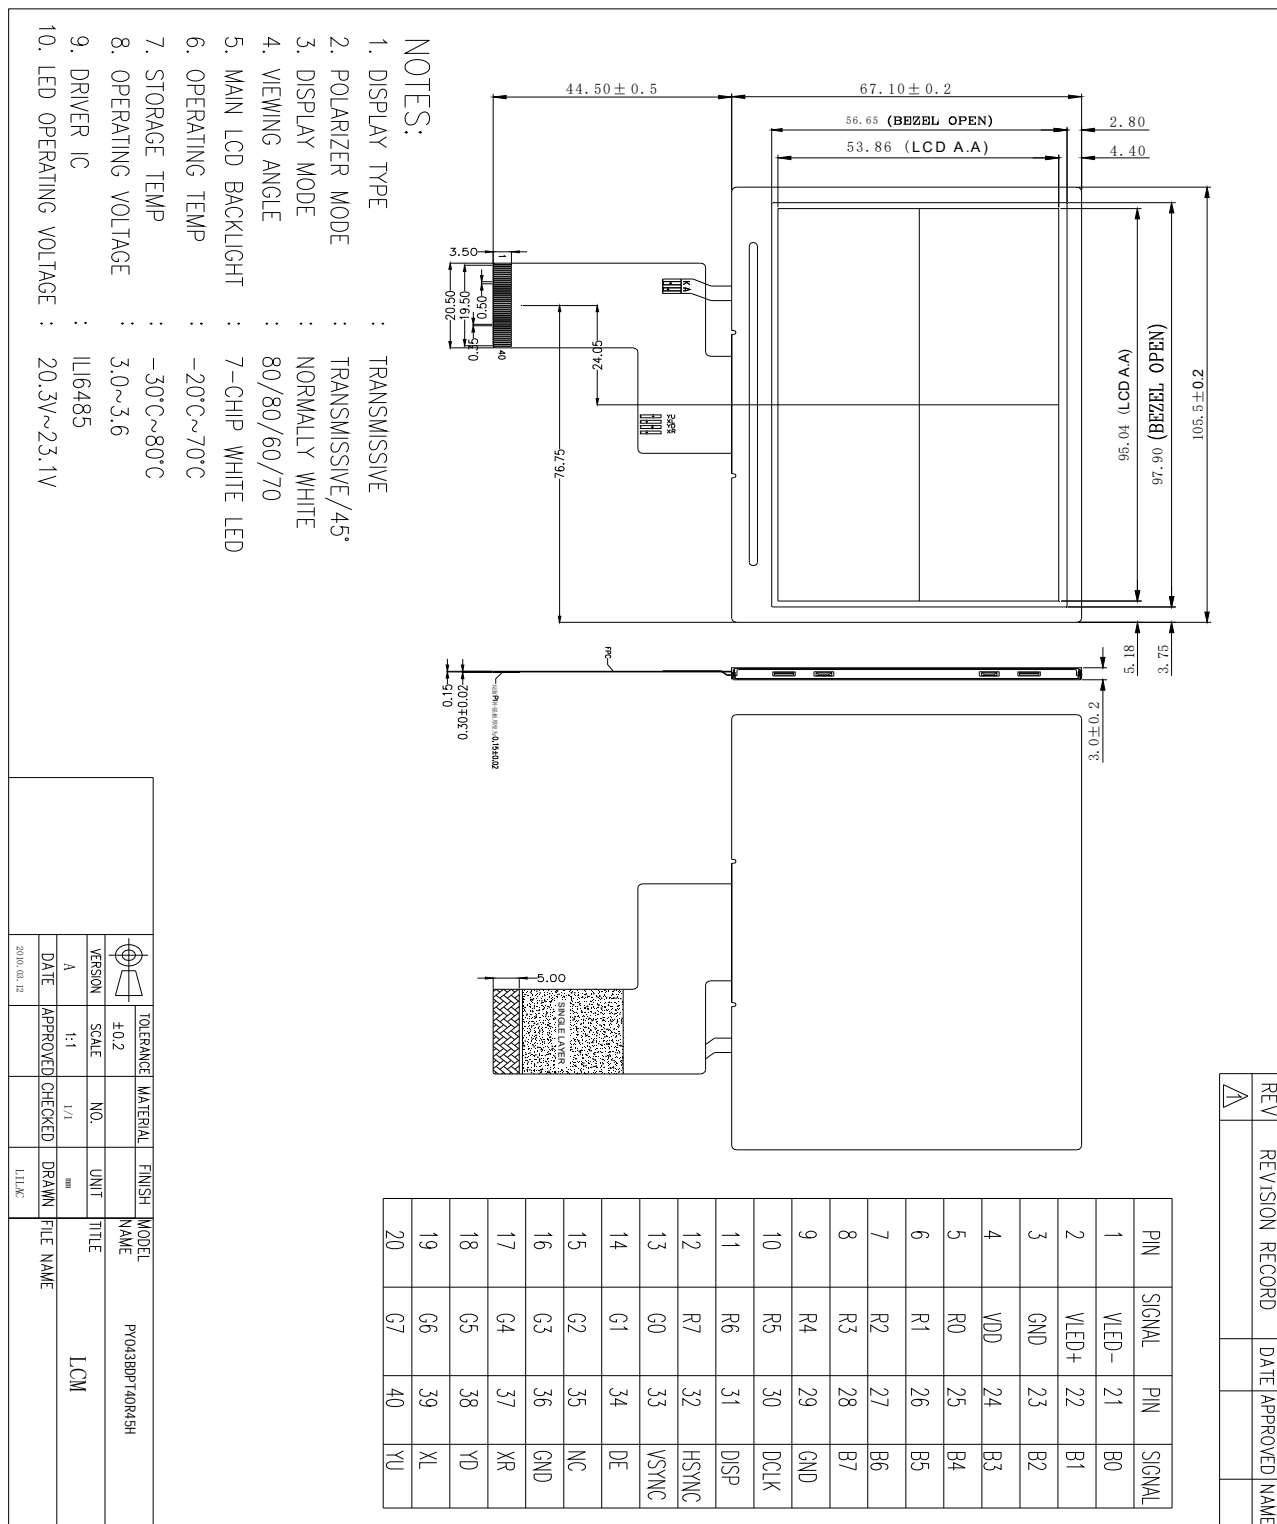 REV REVISION RECORD DATE APPROVED NAME
1
44.50±0.5
67.10±0.2
56.65 (BEZEL OPEN)
53.86 (LCD A.A)
2.80
4.40
105.5±0.2
97.90 (BEZEL OPEN)
95.04 (LCD A.A)
3.75
5.18
3.50
1
40
0.50
19.50
20.50
0.35
24.05
76.75
K A
FPC
0.15±0.02
0.30±0.02
0.15
3.0±0.2
5.00
SINGLE LAYER
NOTES:
1. DISPLAY TYPE : TRANSMISSIVE
2. POLARIZER MODE : TRANSMISSIVE/45°
3. DISPLAY MODE : NORMALLY WHITE
4. VIEWING ANGLE : 80/80/60/70
5. MAIN LCD BACKLIGHT : 7-CHIP WHITE LED
6. OPERATING TEMP : -20°C~70°C
7. STORAGE TEMP : -30°C~80°C
8. OPERATING VOLTAGE : 3.0~3.6
9. DRIVER IC : ILI6485
10. LED OPERATING VOLTAGE : 20.3V~23.1V
PIN SIGNAL PIN SIGNAL
1 VLED- 21 B0
2 VLED+ 22 B1
3 GND 23 B2
4 VDD 24 B3
5 R0 25 B4
6 R1 26 B5
7 R2 27 B6
8 R3 28 B7
9 R4 29 GND
10 R5 30 DCLK
11 R6 31 DISP
12 R7 32 HSYNC
13 G0 33 VSYNC
14 G1 34 DE
15 G2 35 NC
16 G3 36 GND
17 G4 37 XR
18 G5 38 YD
19 G6 39 XL
20 G7 40 YU
TOLERANCE MATERIAL FINISH
±0.2
MODEL NAME PY043BDPT40R45H
VERSION SCALE NO. UNIT
A 1:1 1/1 mm
TITLE LCM
DATE APPROVED CHECKED DRAWN FILE NAME
2010.03.12 LILAC